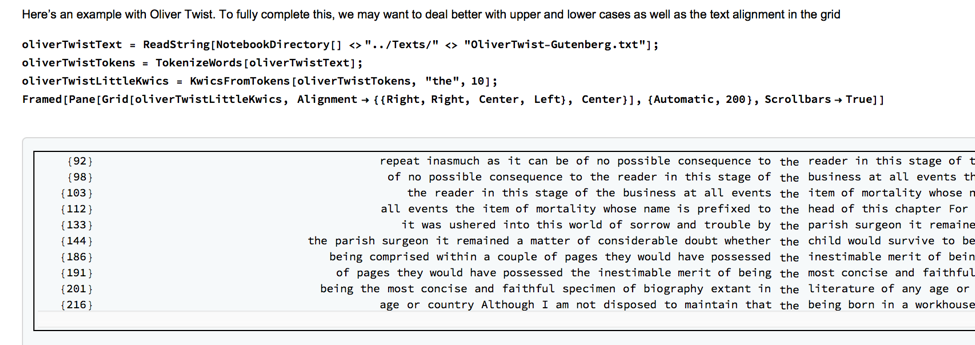 Here's an example with Oliver Twist. To fully complete this, we may want to deal better with upper and lower cases as well as the text alignment in the grid
oliverTwistText = ReadString[NotebookDirectory[] <> "../Texts/" <> "OliverTwist-Gutenberg.txt"];
oliverTwistTokens = TokenizeWords[oliverTwistText];
oliverTwistLittleKwics = KwicsFromTokens[oliverTwistTokens, "the", 10];
Framed[Pane[Grid[oliverTwistLittleKwics, Alignment → {{Right, Right, Center, Left}, Center}], {Automatic, 200}, Scrollbars → True]]
{92} repeat inasmuch as it can be of no possible consequence to the reader in this stage of t
{98} of no possible consequence to the reader in this stage of the business at all events th
{103} the reader in this stage of the business at all events the item of mortality whose n
{112} all events the item of mortality whose name is prefixed to the head of this chapter For
{133} it was ushered into this world of sorrow and trouble by the parish surgeon it remaine
{144} the parish surgeon it remained a matter of considerable doubt whether the child would survive to be
{186} being comprised within a couple of pages they would have possessed the inestimable merit of bein
{191} of pages they would have possessed the inestimable merit of being the most concise and faithful
{201} being the most concise and faithful specimen of biography extant in the literature of any age or
{216} age or country Although I am not disposed to maintain that the being born in a workhouse